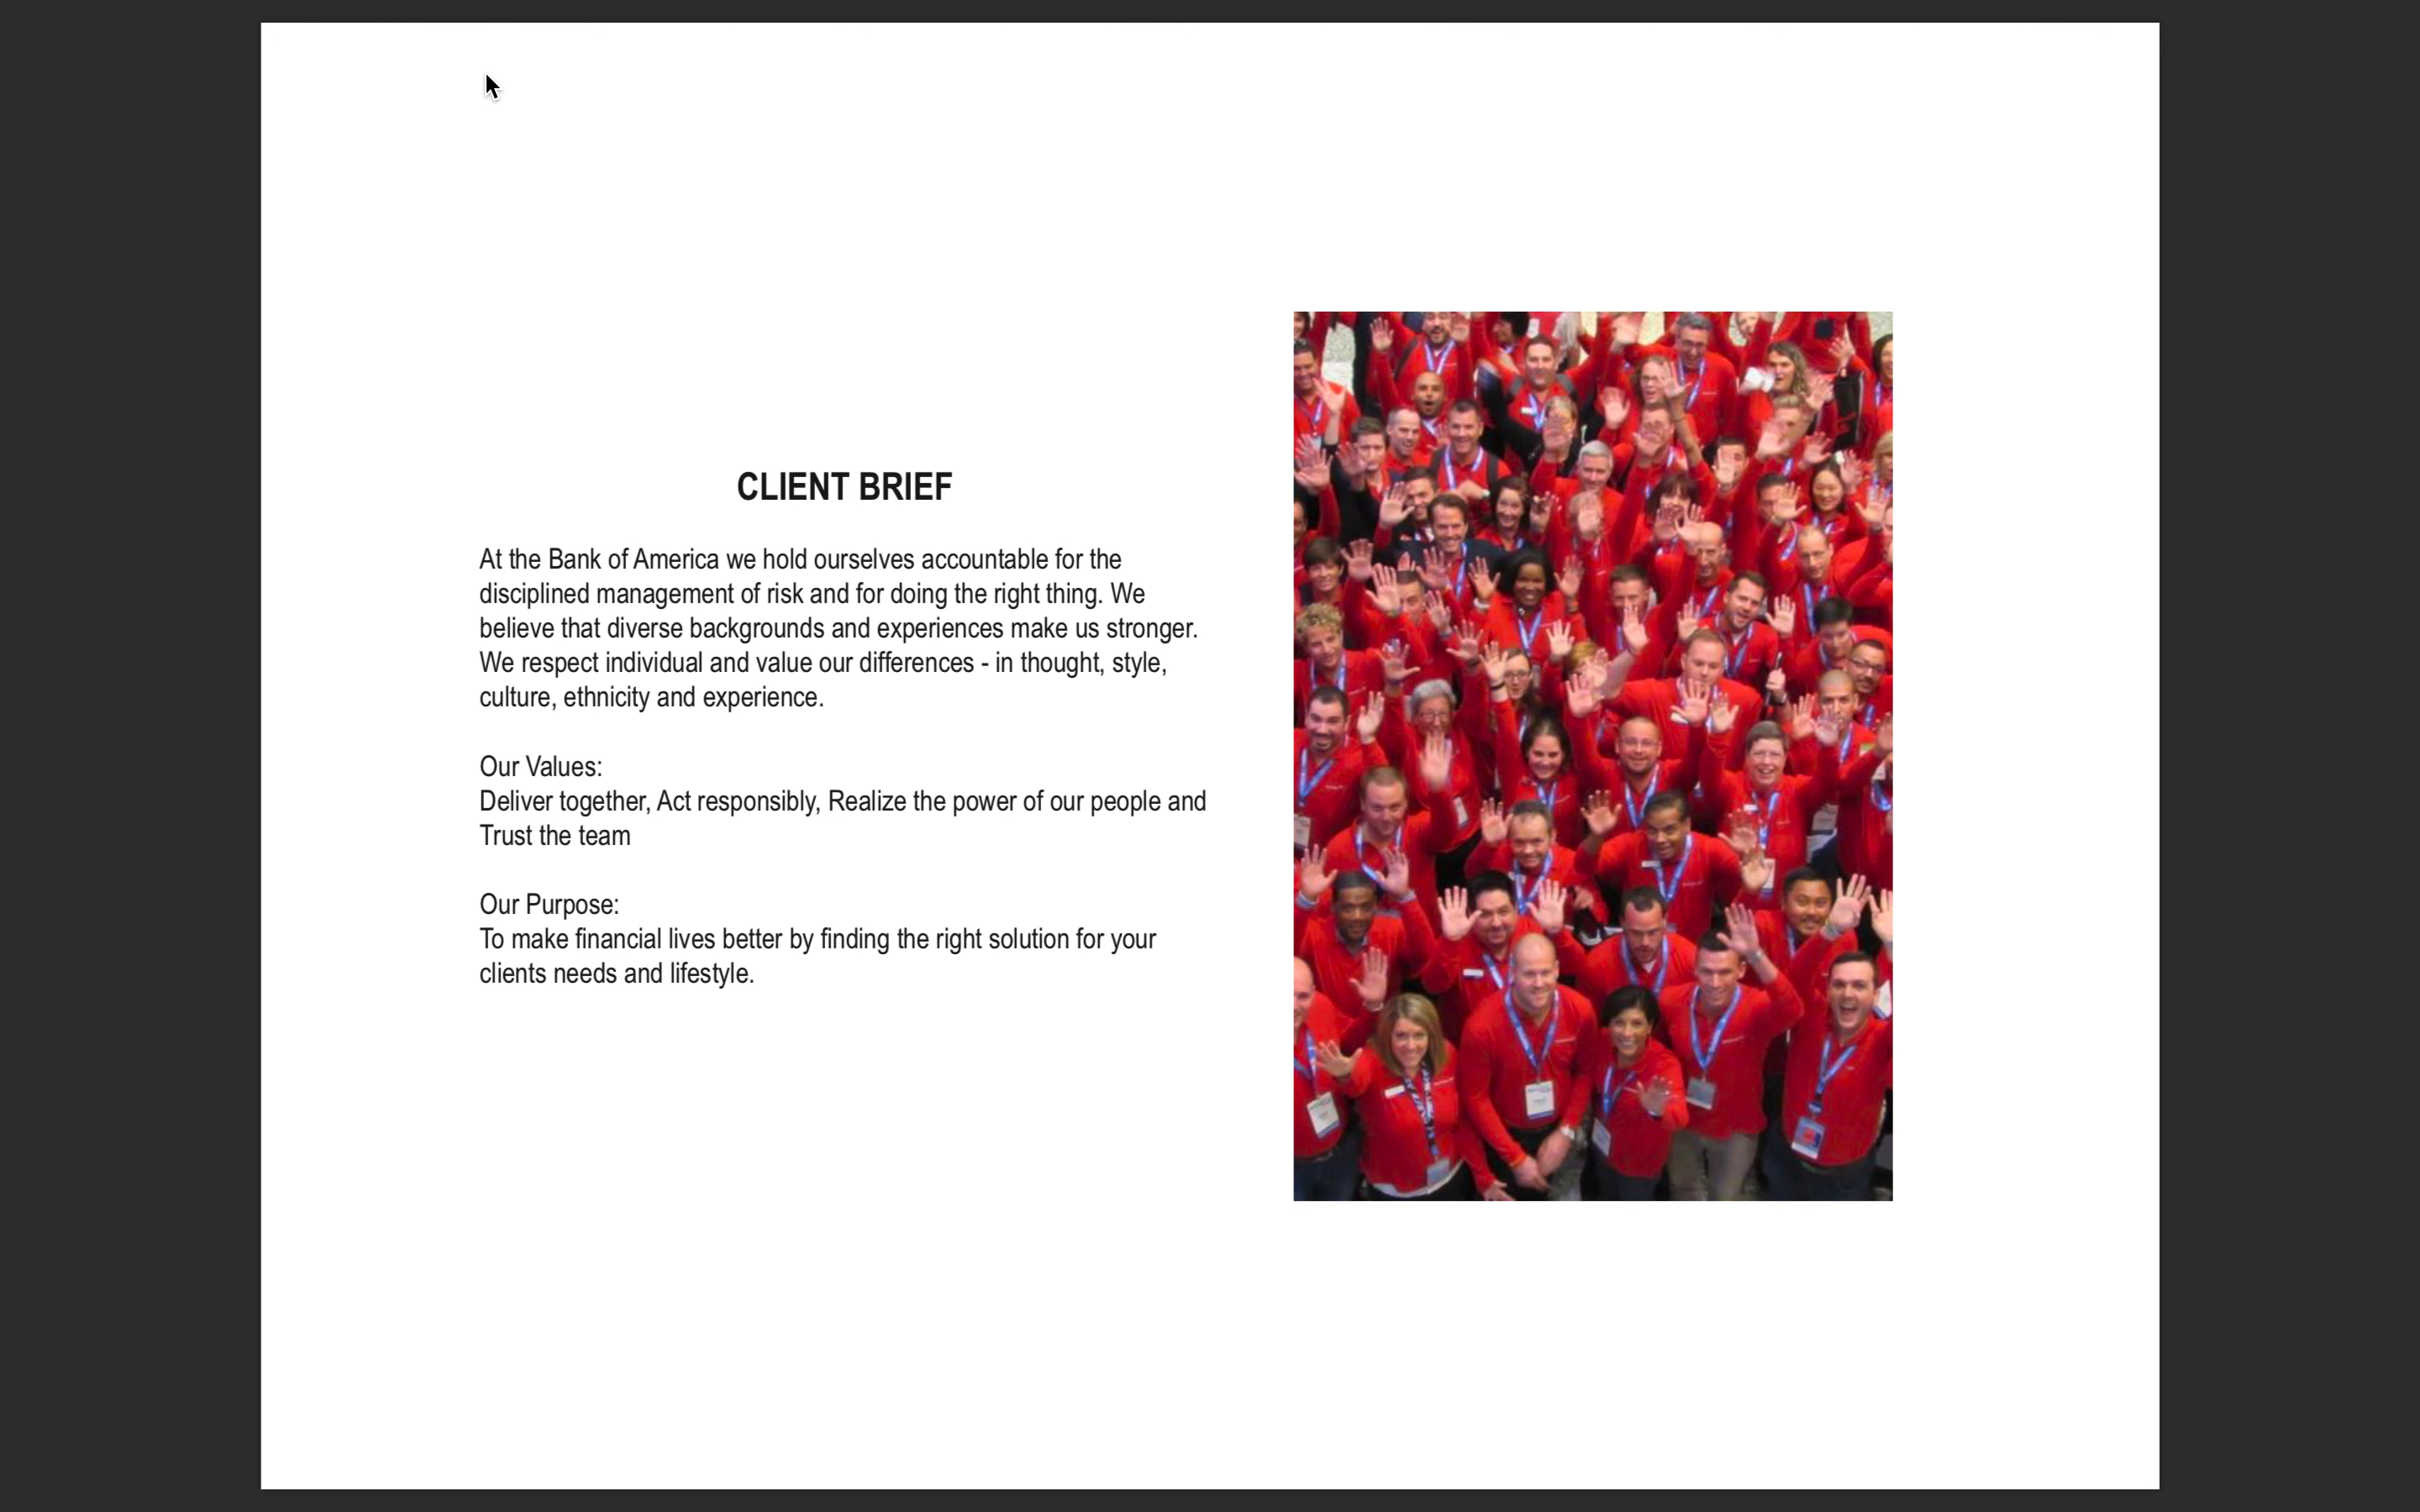 CLIENT BRIEF
At the Bank of America we hold ourselves accountable for the
disciplined management of risk and for doing the right thing. We
believe that diverse backgrounds and experiences make us stronger.
We respect individual and value our differences - in thought, style,
culture, ethnicity and experience.
Our Values:
Deliver together, Act responsibly, Realize the power of our people and
Trust the team
Our Purpose:
To make financial lives better by finding the right solution for your
clients needs and lifestyle.